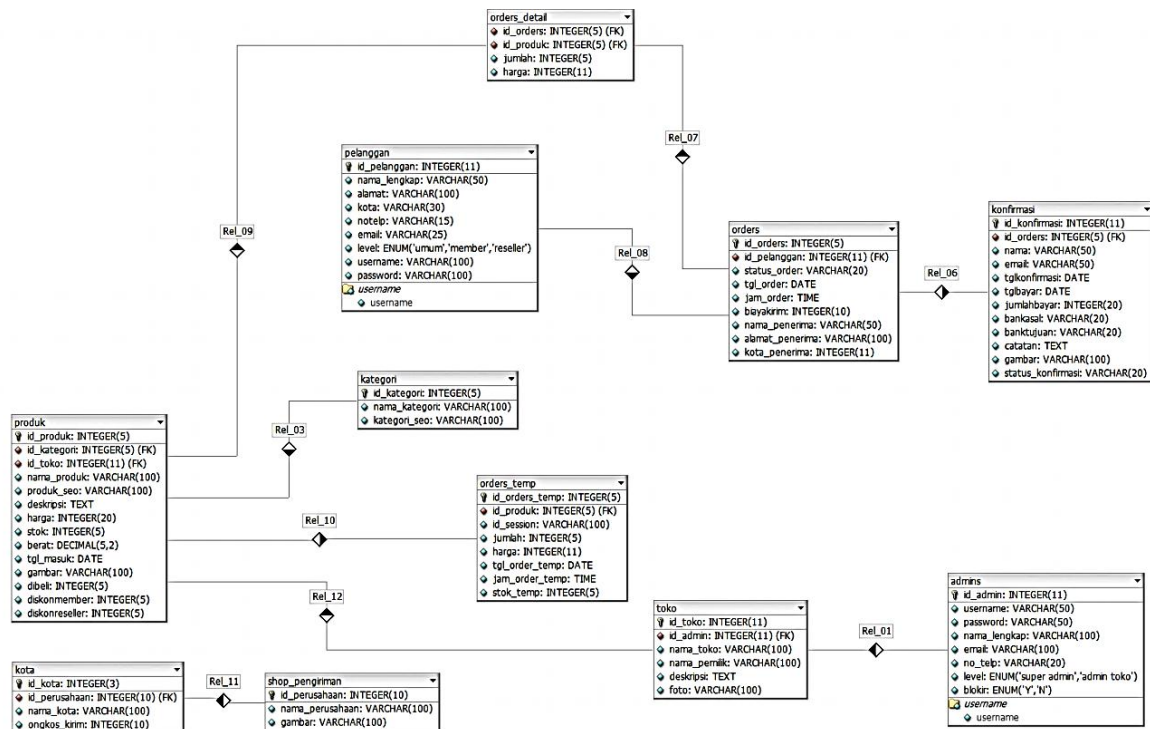 orders_detail
id_orders: INTEGER(5) (FK)
id_produk: INTEGER(5) (FK)
jumlah: INTEGER(5)
harga: INTEGER(11)
Rel_07
pelanggan
id_pelanggan: INTEGER(11)
nama_lengkap: VARCHAR(50)
alamat: VARCHAR(100)
kota: VARCHAR(30)
notelp: VARCHAR(15)
email: VARCHAR(25)
level: ENUM('umum','member','reseller')
username: VARCHAR(100)
password: VARCHAR(100)
username
username
Rel_09
Rel_08
orders
id_orders: INTEGER(5)
id_pelanggan: INTEGER(11) (FK)
status_order: VARCHAR(20)
tgl_order: DATE
jam_order: TIME
biayakirim: INTEGER(10)
nama_penerima: VARCHAR(50)
alamat_penerima: VARCHAR(100)
kota_penerima: INTEGER(11)
Rel_06
konfirmasi
id_konfirmasi: INTEGER(11)
id_orders: INTEGER(5) (FK)
nama: VARCHAR(50)
email: VARCHAR(50)
tglkonfirmasi: DATE
tglbayar: DATE
jumlahbayar: INTEGER(20)
bankasal: VARCHAR(20)
banktujuan: VARCHAR(20)
catatan: TEXT
gambar: VARCHAR(100)
status_konfirmasi: VARCHAR(20)
kategori
id_kategori: INTEGER(5)
nama_kategori: VARCHAR(100)
kategori_seo: VARCHAR(100)
Rel_03
produk
id_produk: INTEGER(5)
id_kategori: INTEGER(5) (FK)
id_toko: INTEGER(11) (FK)
nama_produk: VARCHAR(100)
produk_seo: VARCHAR(100)
deskripsi: TEXT
harga: INTEGER(20)
stok: INTEGER(5)
berat: DECIMAL(5,2)
tgl_masuk: DATE
gambar: VARCHAR(100)
dibeli: INTEGER(5)
diskonmember: INTEGER(5)
diskonreseller: INTEGER(5)
Rel_10
orders_temp
id_orders_temp: INTEGER(5)
id_produk: INTEGER(5) (FK)
id_session: VARCHAR(100)
jumlah: INTEGER(5)
harga: INTEGER(11)
tgl_order_temp: DATE
jam_order_temp: TIME
stok_temp: INTEGER(5)
Rel_12
toko
id_toko: INTEGER(11)
id_admin: INTEGER(11) (FK)
nama_toko: VARCHAR(100)
nama_pemilik: VARCHAR(100)
deskripsi: TEXT
foto: VARCHAR(100)
Rel_01
admins
id_admin: INTEGER(11)
username: VARCHAR(50)
password: VARCHAR(50)
nama_lengkap: VARCHAR(100)
email: VARCHAR(100)
no_telp: VARCHAR(20)
level: ENUM('super admin','admin toko')
blokir: ENUM('Y','N')
username
username
kota
id_kota: INTEGER(3)
id_perusahaan: INTEGER(10) (FK)
nama_kota: VARCHAR(100)
ongkos_kirim: INTEGER(10)
Rel_11
shop_pengiriman
id_perusahaan: INTEGER(10)
nama_perusahaan: VARCHAR(100)
gambar: VARCHAR(100)